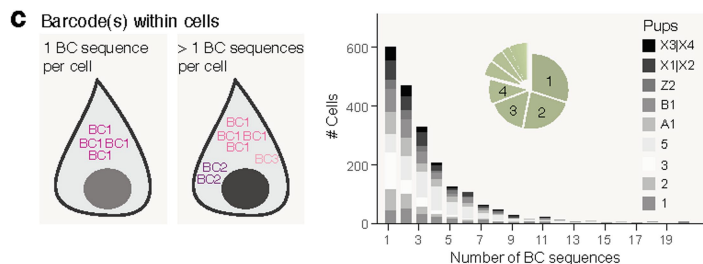 C Barcode(s) within cells
1 BC sequence
per cell
> 1 BC sequences
per cell
BC1
BC1 BC1
BC1
BC1
BC1 BC1
BC1
BC3
BC2
BC2
# Cells
600
400
200
0
1
2
3
4
1
3
5
7
9
11
13
15
17
19
Number of BC sequences
Pups
X3|X4
X1|X2
Z2
B1
A1
5
3
2
1